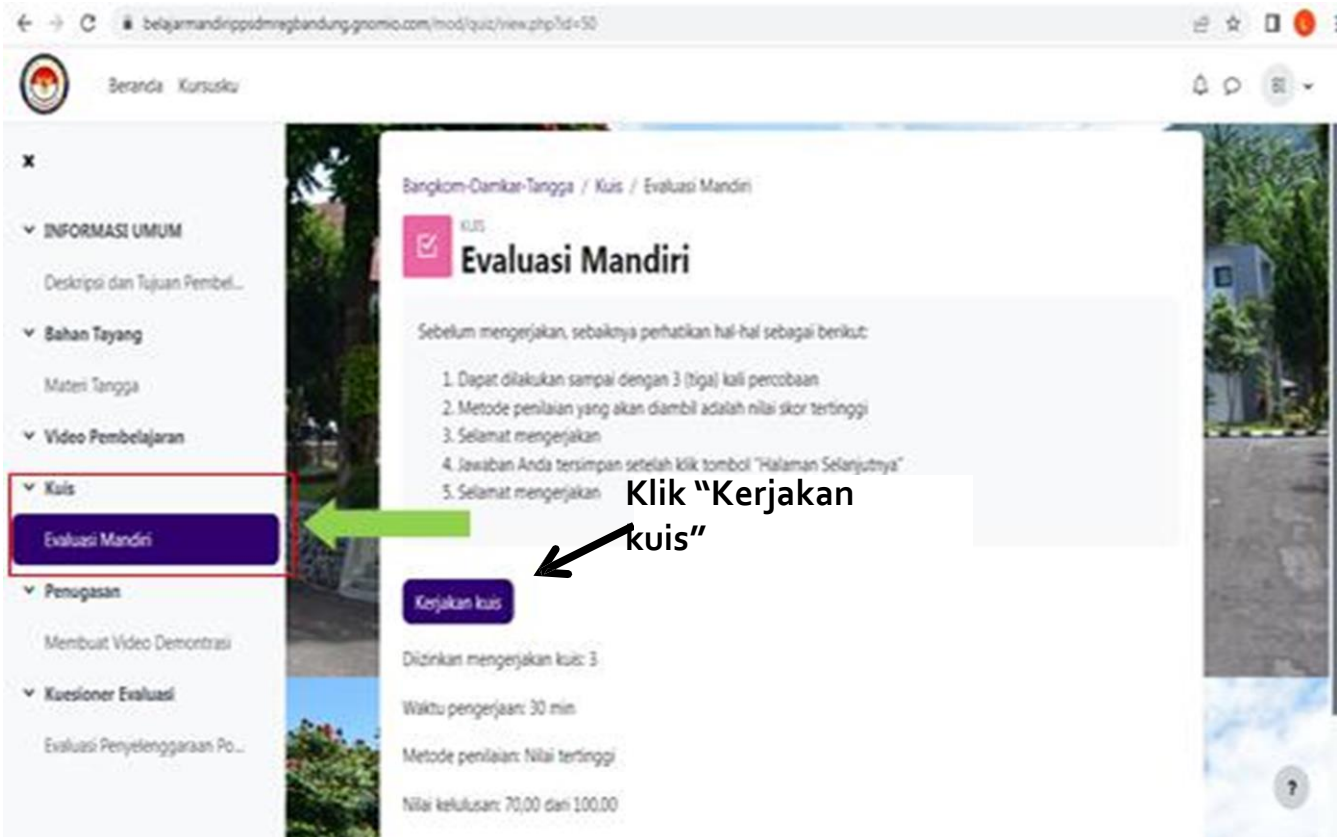 belajarmandirippsdmregbandung.gnomio.com/mod/quiz/view.php?id=50
Beranda Kursusku
INFORMASI UMUM
Deskripsi dan Tujuan Pembel...
Bahan Tayang
Materi Tangga
Video Pembelajaran
Kuis
Evaluasi Mandiri
Penugasan
Membuat Video Demontrasi
Kuesioner Evaluasi
Evaluasi Penyelenggaraan Po...
Bangkom-Damkar-Tangga / Kuis / Evaluasi Mandiri
KUIS
Evaluasi Mandiri
Sebelum mengerjakan, sebaiknya perhatikan hal-hal sebagai berikut:
1. Dapat dilakukan sampai dengan 3 (tiga) kali percobaan
2. Metode penilaian yang akan diambil adalah nilai skor tertinggi
3. Selamat mengerjakan
4. Jawaban Anda tersimpan setelah klik tombol "Halaman Selanjutnya"
5. Selamat mengerjakan
Klik “Kerjakan
kuis”
Kerjakan kuis
Diizinkan mengerjakan kuis: 3
Waktu pengerjaan: 30 min
Metode penilaian: Nilai tertinggi
Nilai kelulusan: 70,00 dari 100,00
?